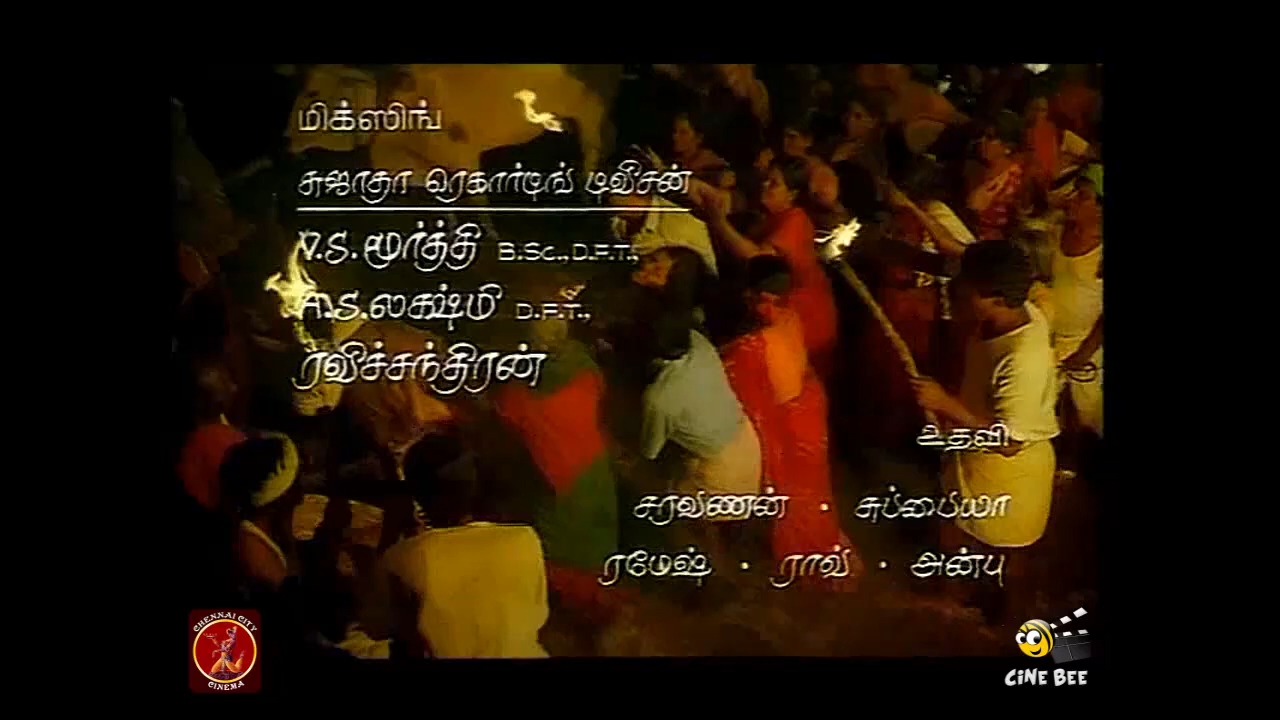 மிக்ஸிங்
சுஜாதா ரெகார்டிங் டிவீசன்
V.S. மூர்த்தி B.Sc., D.F.T.,
A.S. லக்ஷ்மி D.F.T.,
ரவிச்சந்திரன்
உதவி
சரவணன் • சுப்பையா
ரமேஷ் • ராவ் • அன்பு
CHENNAI CITY
CINEMA
CiNE BEE